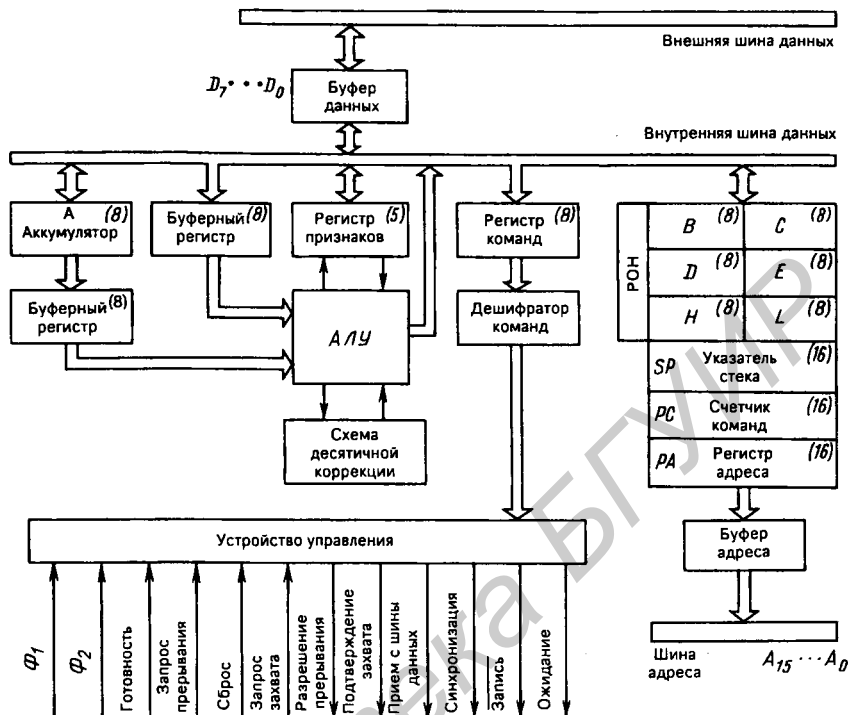 Внешняя шина данных
D7 • • • D0
Буфер
данных
Внутренняя шина данных
А (8)
Аккумулятор
Буферный (8)
регистр
Регистр (5)
признаков
Регистр (8)
команд
РОН
B (8)
C (8)
D (8)
E (8)
H (8)
L (8)
Буферный (8)
регистр
АЛУ
Дешифратор
команд
SP Указатель (16)
стека
PC Счетчик (16)
команд
PA Регистр (16)
адреса
Схема
десятичной
коррекции
Устройство управления
Буфер
адреса
Ф1
Ф2
Готовность
Запрос
прерывания
Сброс
Запрос
захвата
Разрешение
прерывания
Подтверждение
захвата
Прием с шины
данных
Синхронизация
Запись
Ожидание
Шина
адреса
A15 • • • A0
ека БГУИР